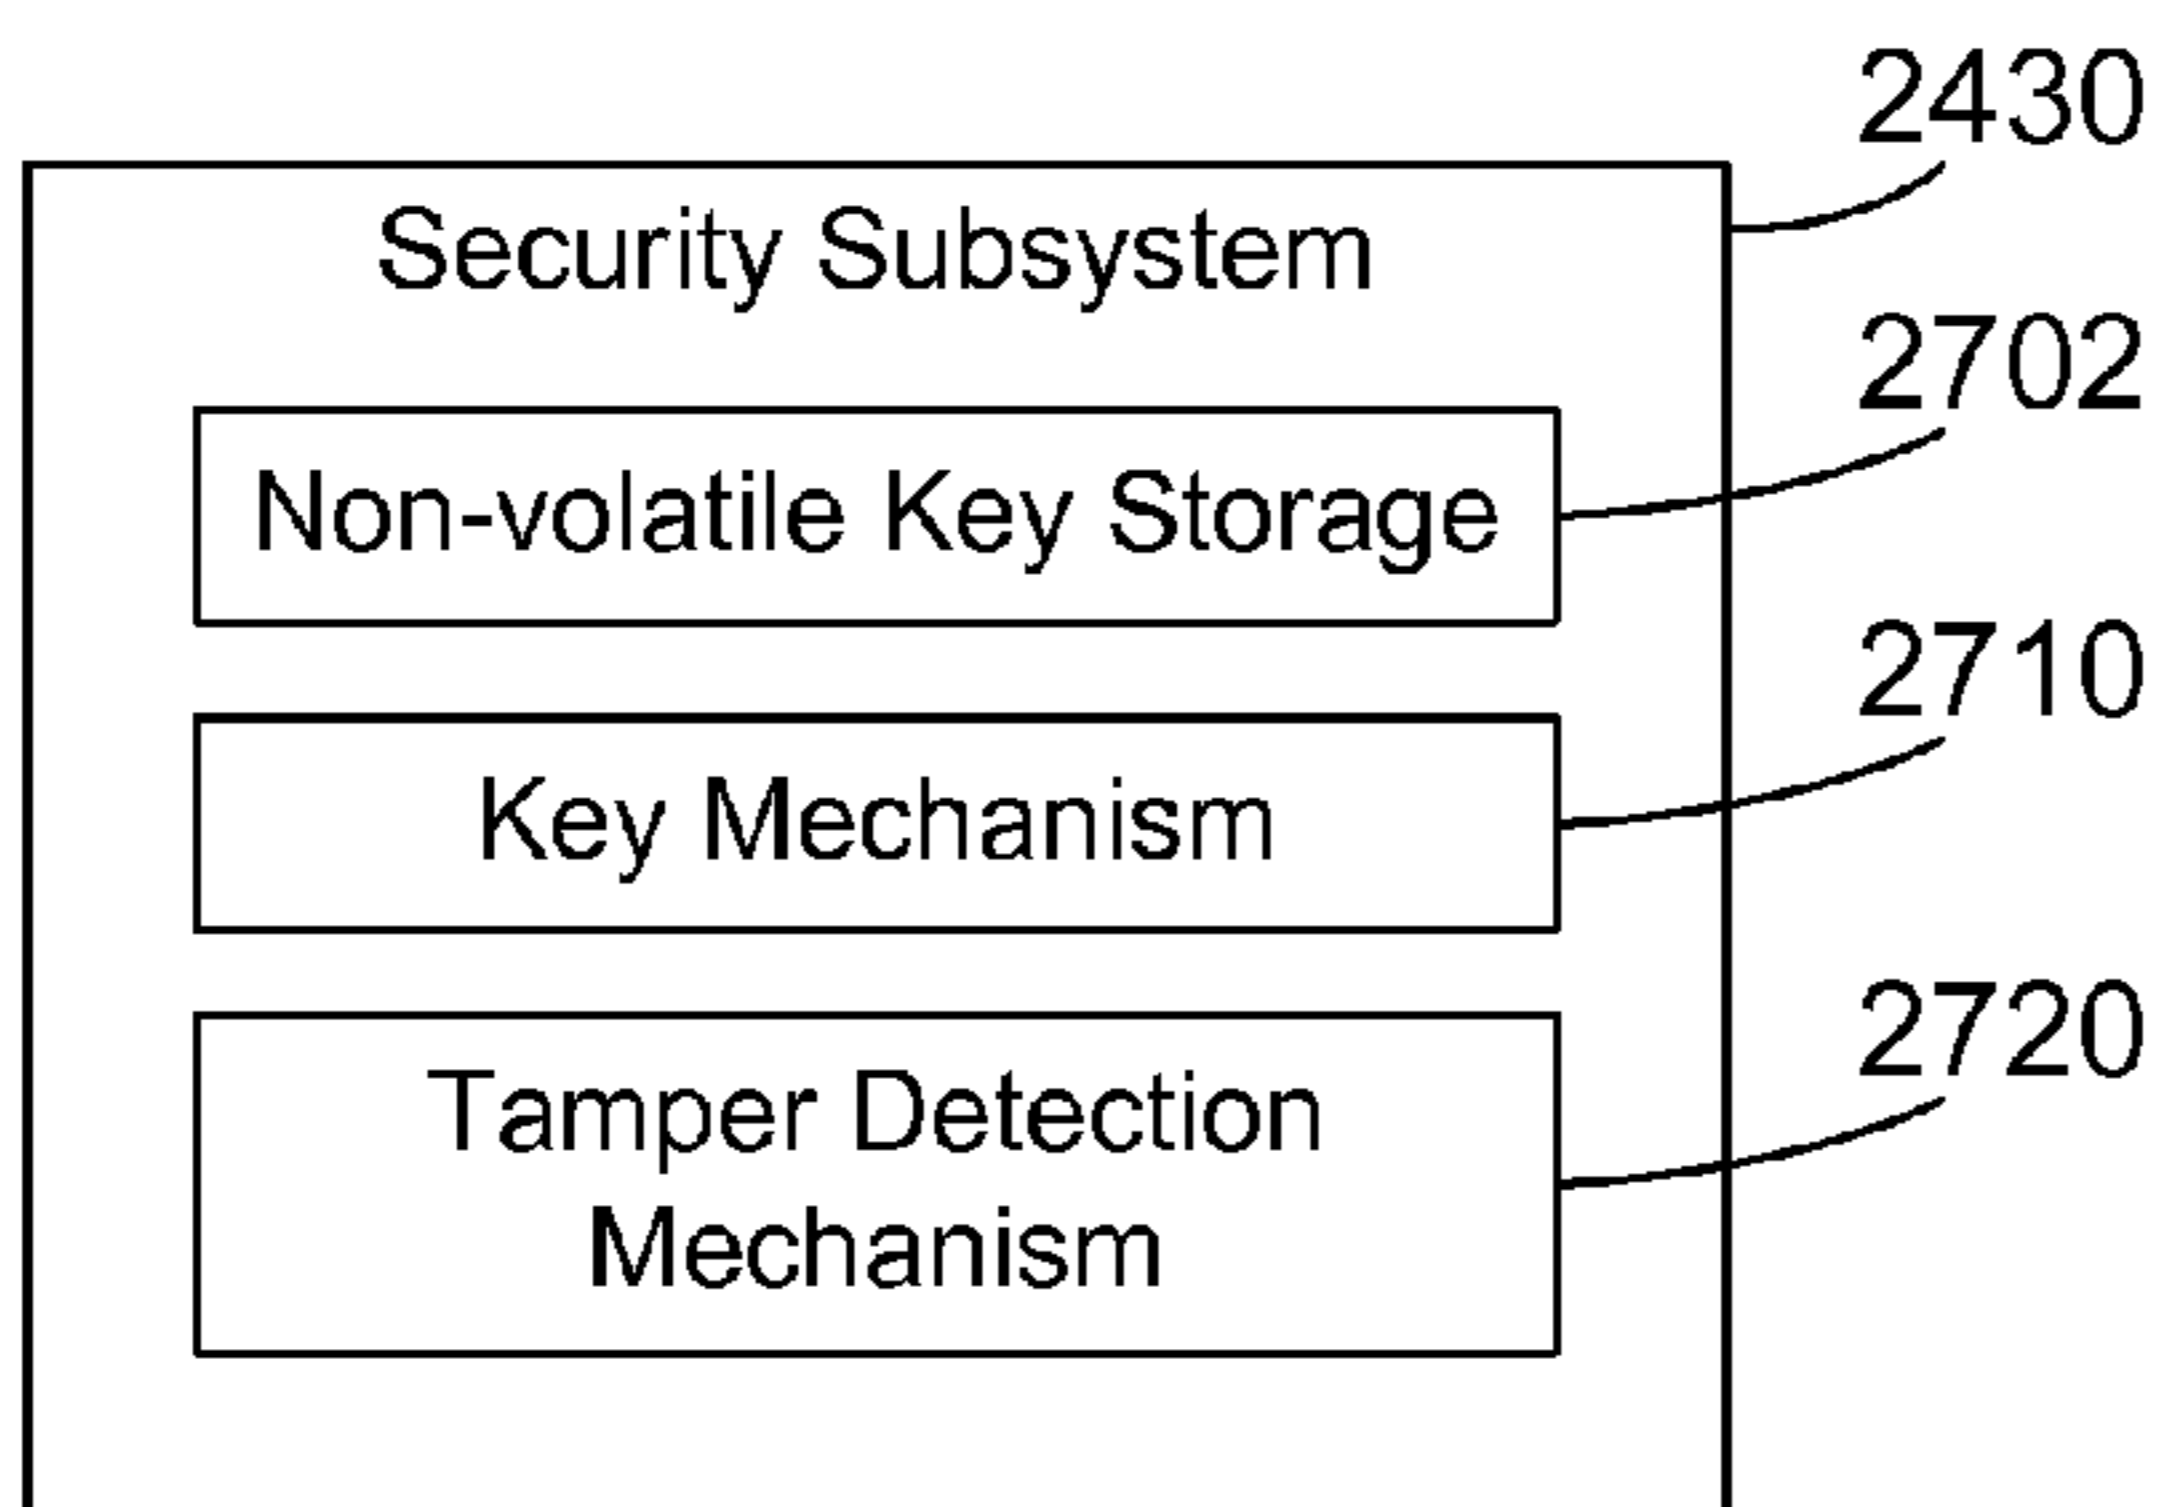 2430
Security Subsystem
2702
Non-volatile Key Storage
2710
Key Mechanism
2720
Tamper Detection
Mechanism